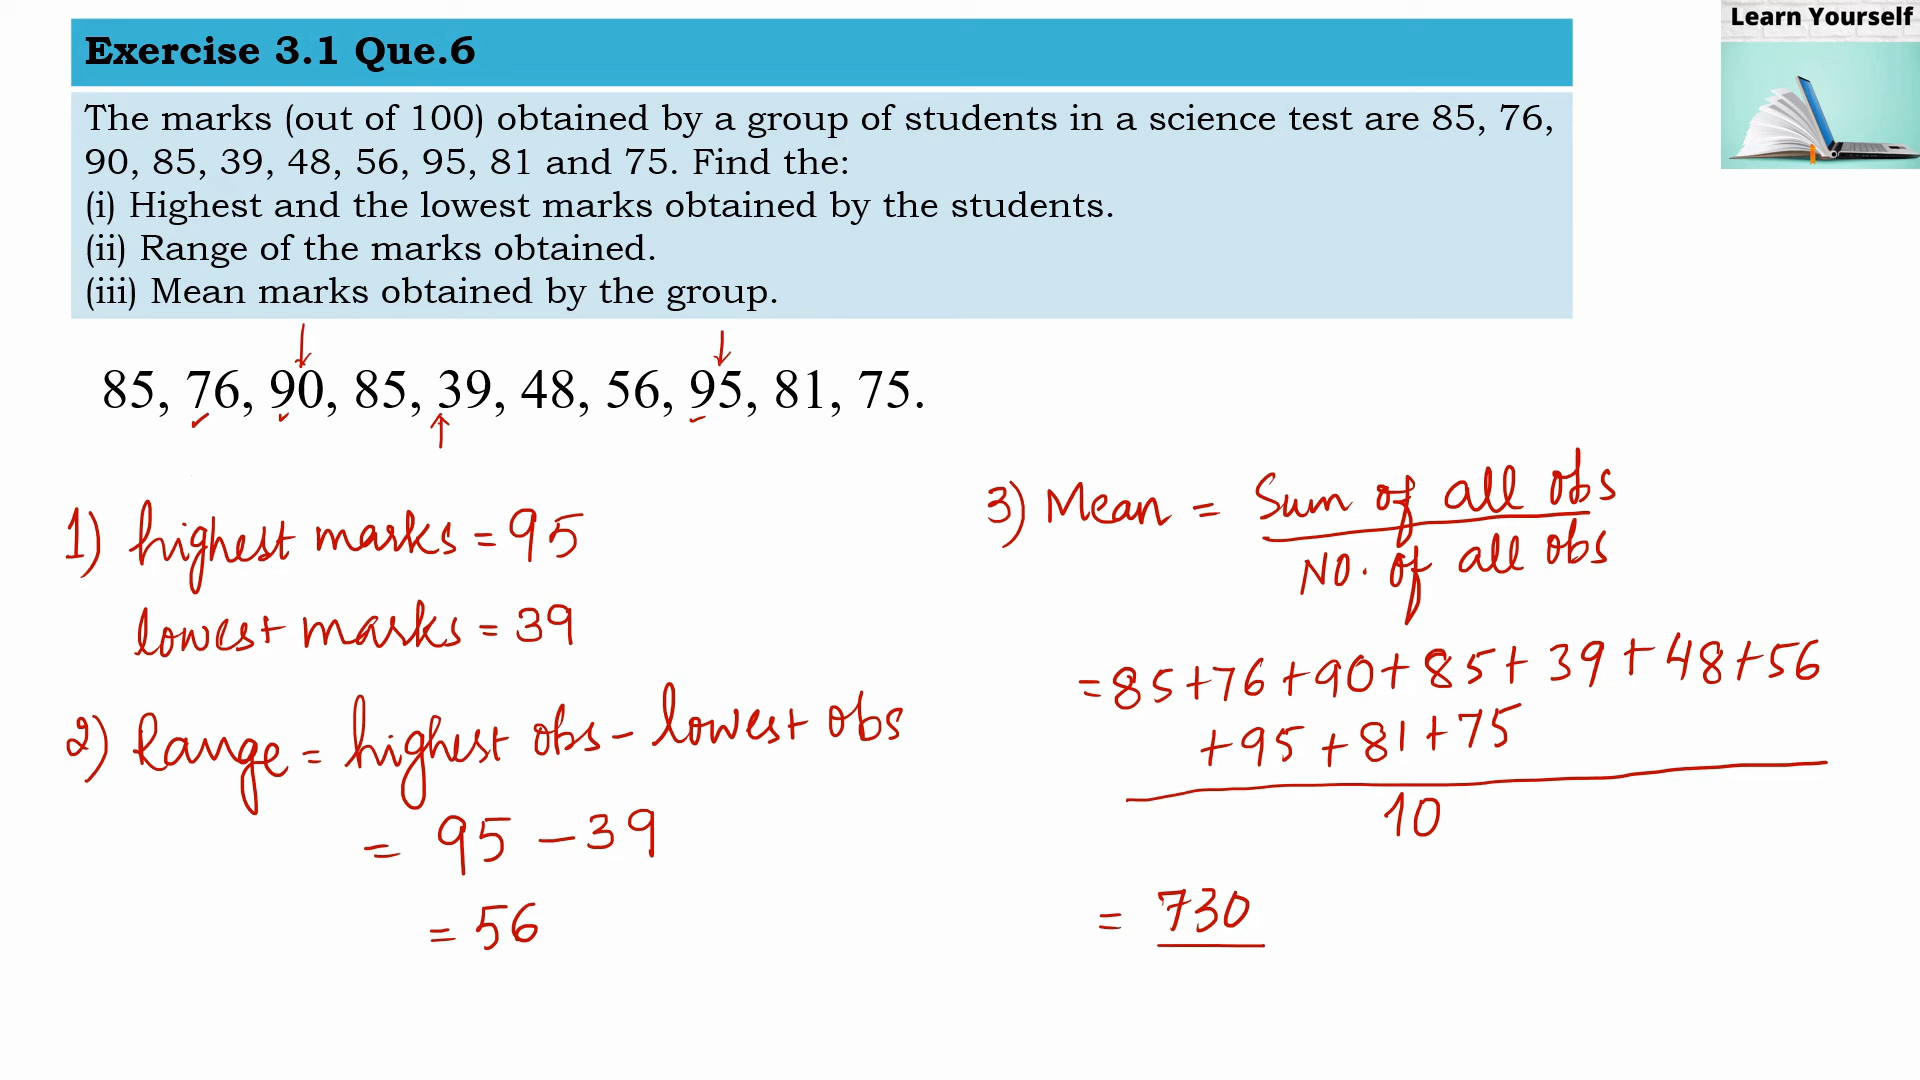 Learn Yourself
Exercise 3.1 Que.6
The marks (out of 100) obtained by a group of students in a science test are 85, 76,
90, 85, 39, 48, 56, 95, 81 and 75. Find the:
(i) Highest and the lowest marks obtained by the students.
(ii) Range of the marks obtained.
(iii) Mean marks obtained by the group.
85, 76, 90, 85, 39, 48, 56, 95, 81, 75.
1) highest marks = 95
lowest marks = 39
2) Range = highest obs - lowest obs
= 95 - 39
= 56
3) Mean = Sum of all obs
NO. of all obs
= 85+76+90+85+39+48+56
+95+81+75
10
= 730